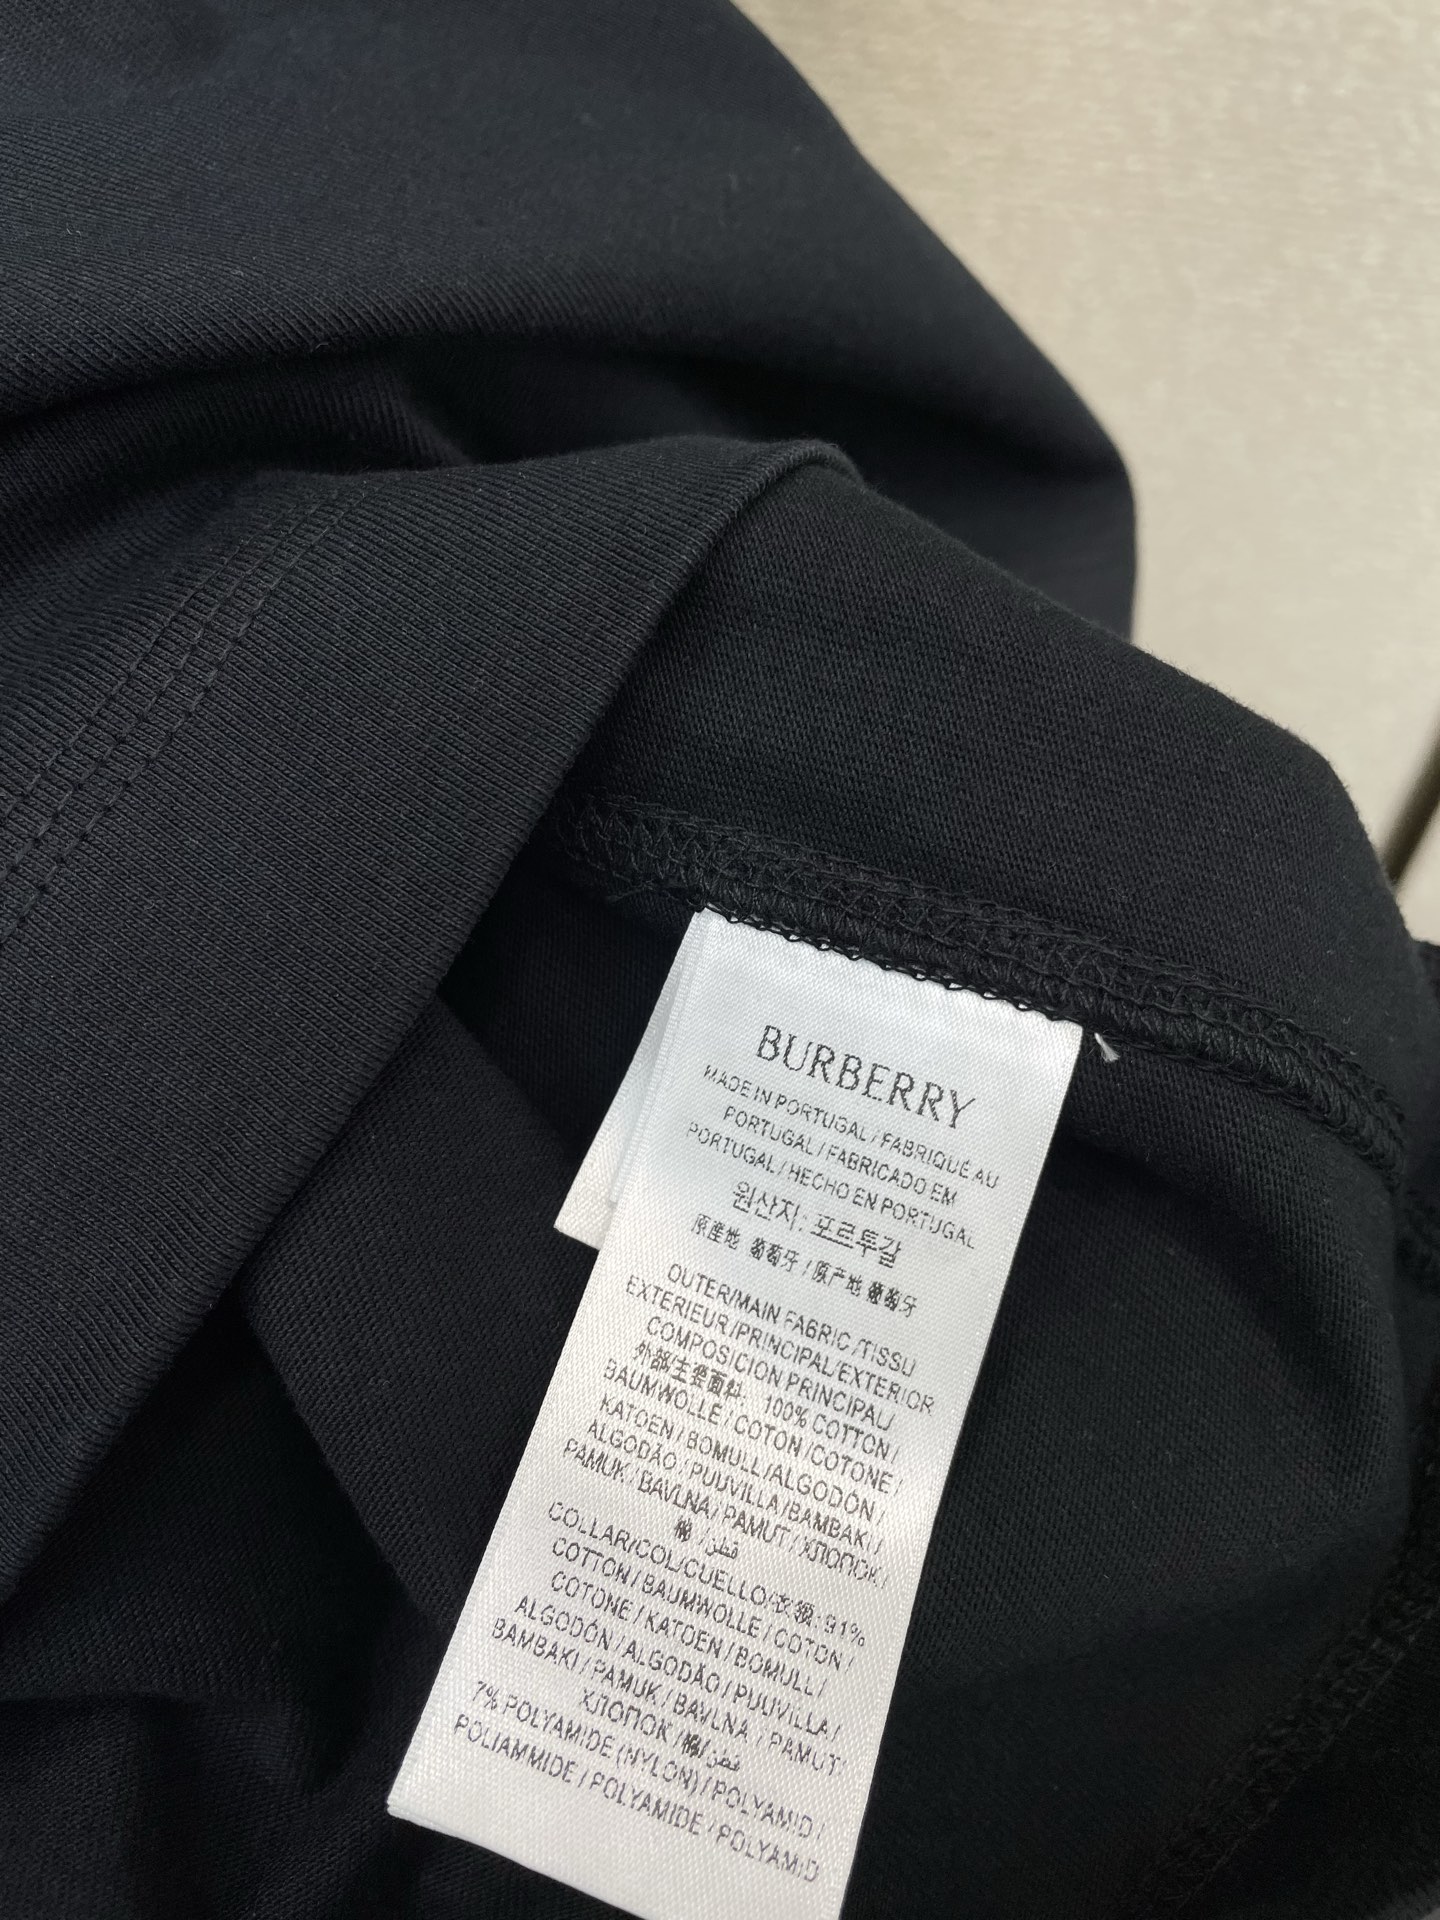 BURBERRY
MADE IN PORTUGAL / FABRIQUÉ AU
PORTUGAL / FABRICADO EM
PORTUGAL / HECHO EN PORTUGAL
원산지: 포르투갈
原産地 葡萄牙 / 原产地 葡萄牙
OUTER/MAIN FABRIC /TISSU
EXTERIEUR/PRINCIPAL/EXTERIOR
COMPOSICION PRINCIPAL/
外部/主要面料: 100% COTTON /
BAUMWOLLE / COTON /COTONE /
KATOEN / BOMULL /ALGODÓN /
ALGODÃO / PUUVILLA/BAMBAKI /
PAMUK / BAVLNA / PAMUT / ХЛОПОК /
棉 / قطن
COLLAR/COL/CUELLO/衣领: 91%
COTTON / BAUMWOLLE / COTON /
COTONE / KATOEN / BOMULL /
ALGODÓN / ALGODÃO / PUUVILLA /
BAMBAKI / PAMUK / BAVLNA / PAMUT/
ХЛОПОК /棉/ قطن
7% POLYAMIDE (NYLON) / POLYAMID /
POLIAMMIDE / POLYAMIDE / POLYAMID